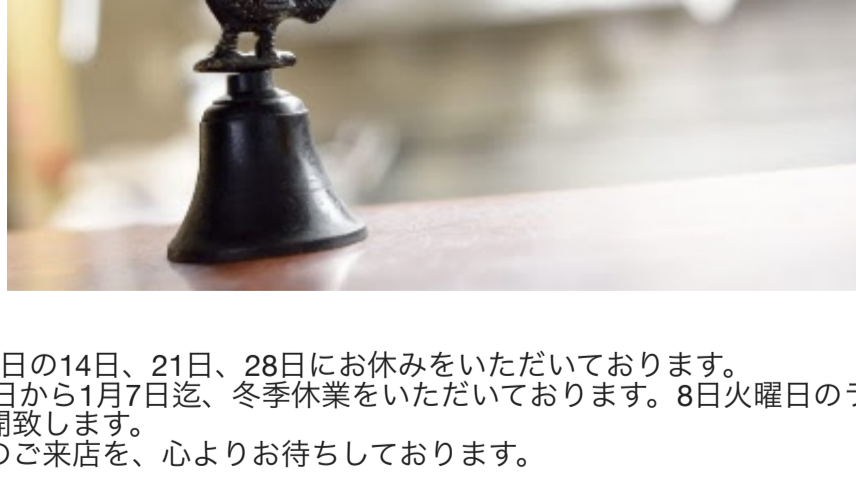 日の14日、21日、28日にお休みをいただいております。
日から1月7日迄、冬季休業をいただいております。8日火曜日の
致します。
のご来店を、心よりお待ちしております。